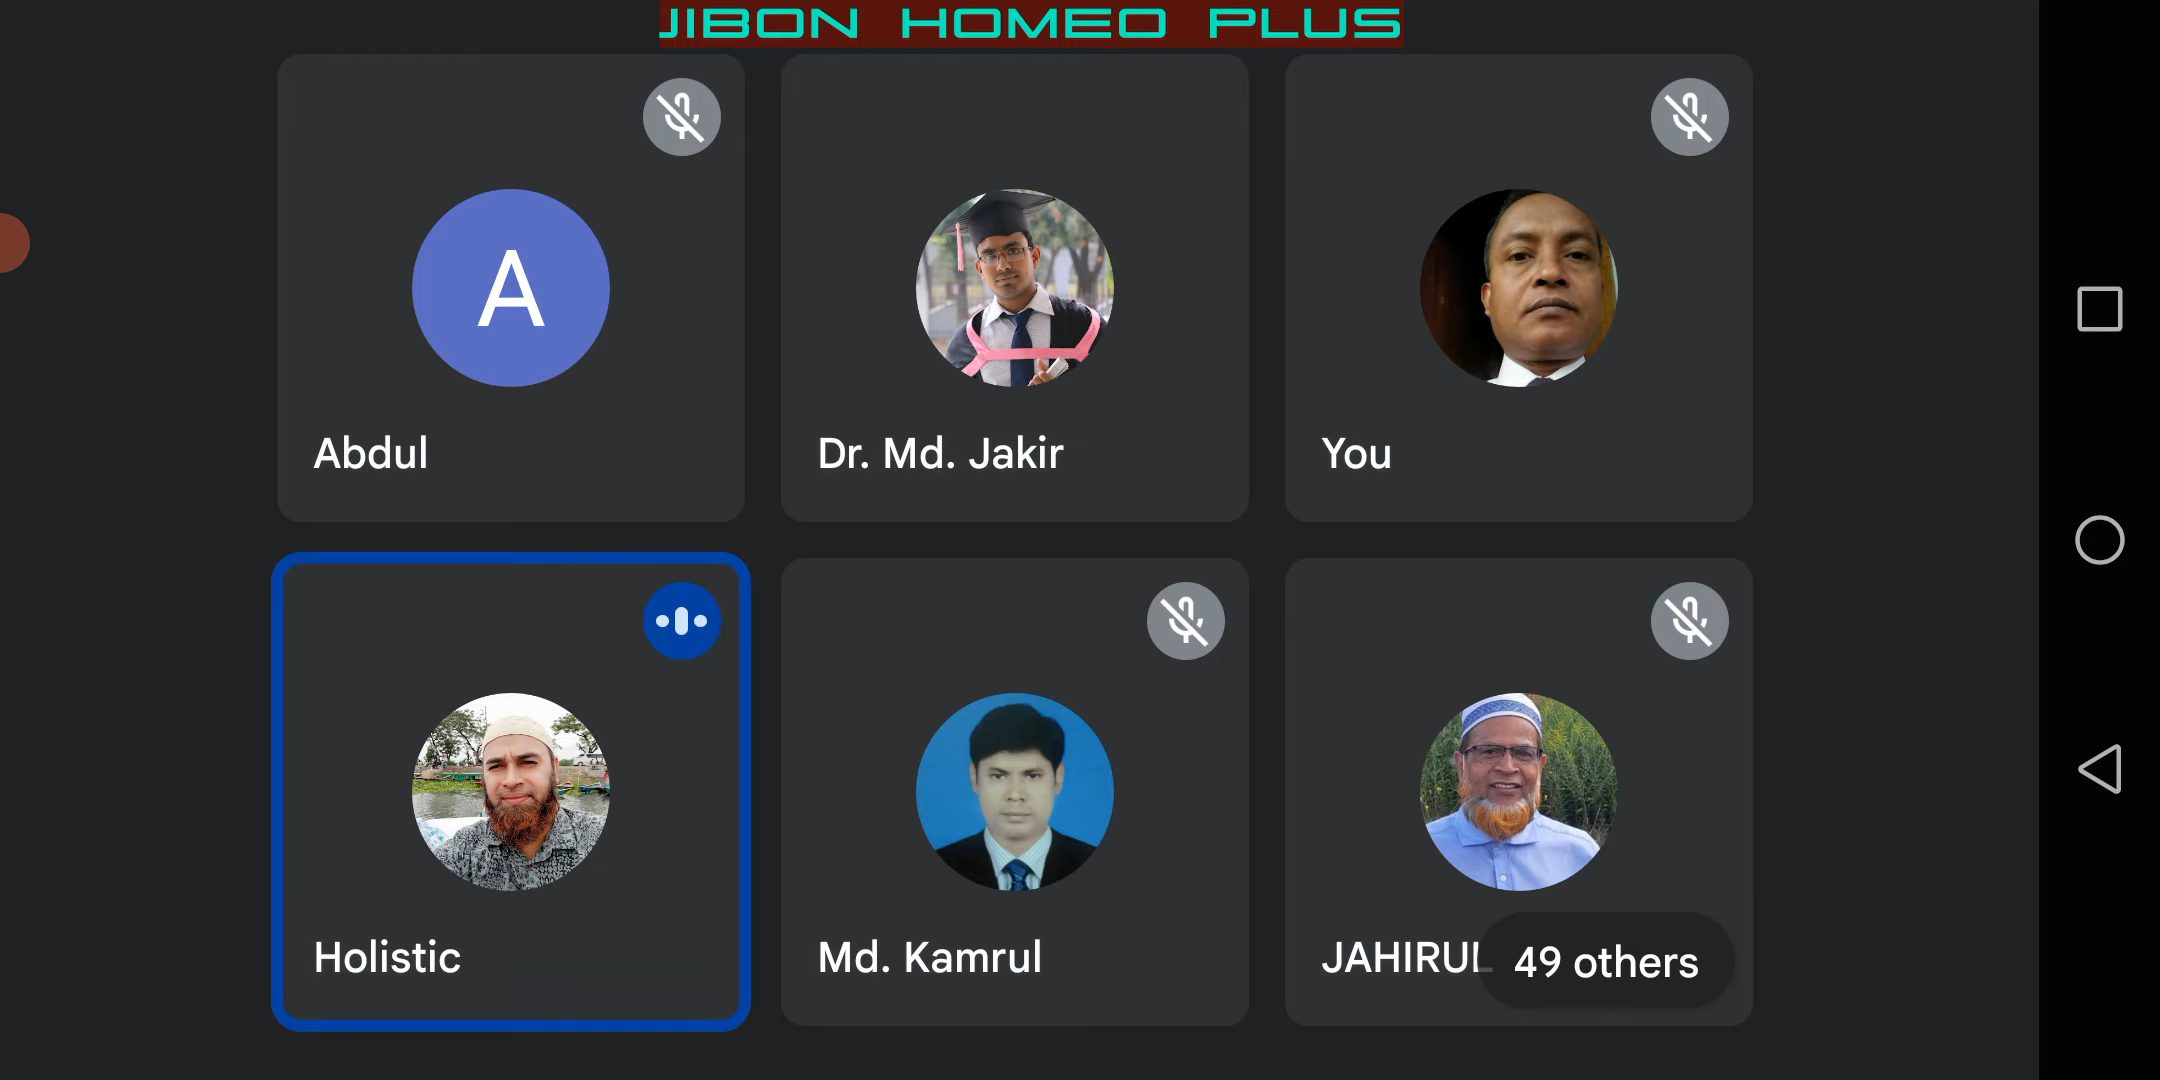 JIBON HOMEO PLUS
A
Abdul
Dr. Md. Jakir
You
Holistic
Md. Kamrul
JAHIRUL
49 others